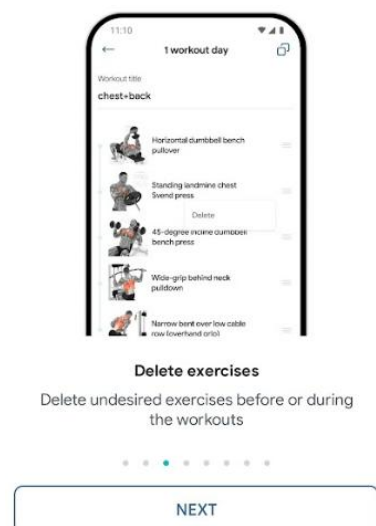 11:10
1 workout day
Workout title
chest+back
Horizontal dumbbell bench
pullover
Standing landmine chest
Svend press
Delete
45-degree incline dumbbell
bench press
Wide-grip behind neck
pulldown
Narrow bent over low cable
row (overhand grip)
Delete exercises
Delete undesired exercises before or during
the workouts
NEXT